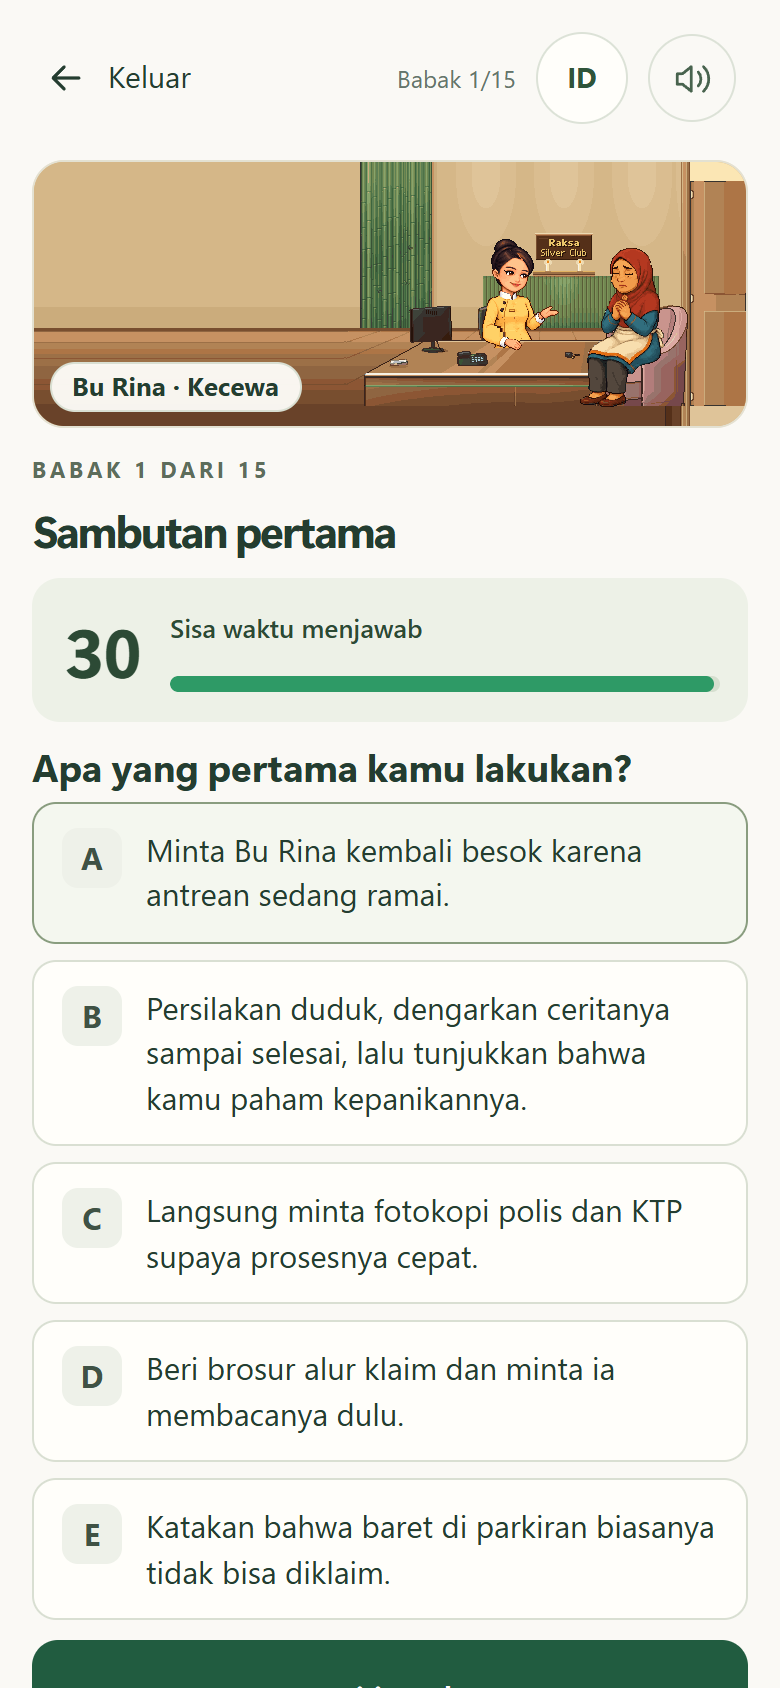 Keluar
Babak 1/15
ID
Raksa
Silver Club
Bu Rina · Kecewa
BABAK 1 DARI 15
Sambutan pertama
30
Sisa waktu menjawab
Apa yang pertama kamu lakukan?
A
Minta Bu Rina kembali besok karena
antrean sedang ramai.
B
Persilakan duduk, dengarkan ceritanya
sampai selesai, lalu tunjukkan bahwa
kamu paham kepanikannya.
C
Langsung minta fotokopi polis dan KTP
supaya prosesnya cepat.
D
Beri brosur alur klaim dan minta ia
membacanya dulu.
E
Katakan bahwa baret di parkiran biasanya
tidak bisa diklaim.